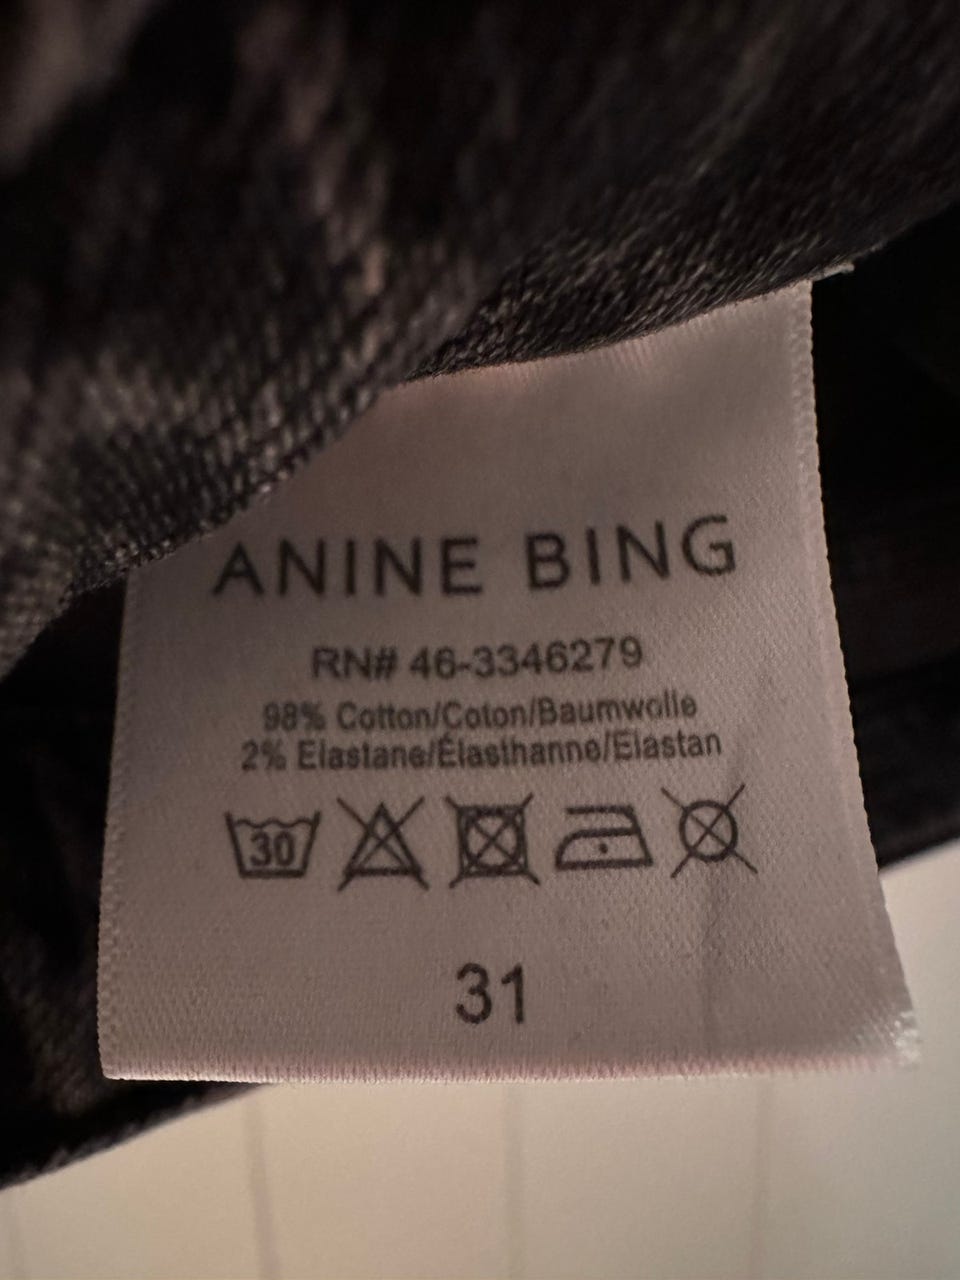 ANINE BING
RN# 46-3346279
98% Cotton/Coton/Baumwolle
2% Elastane/Élasthanne/Elastan
30
31